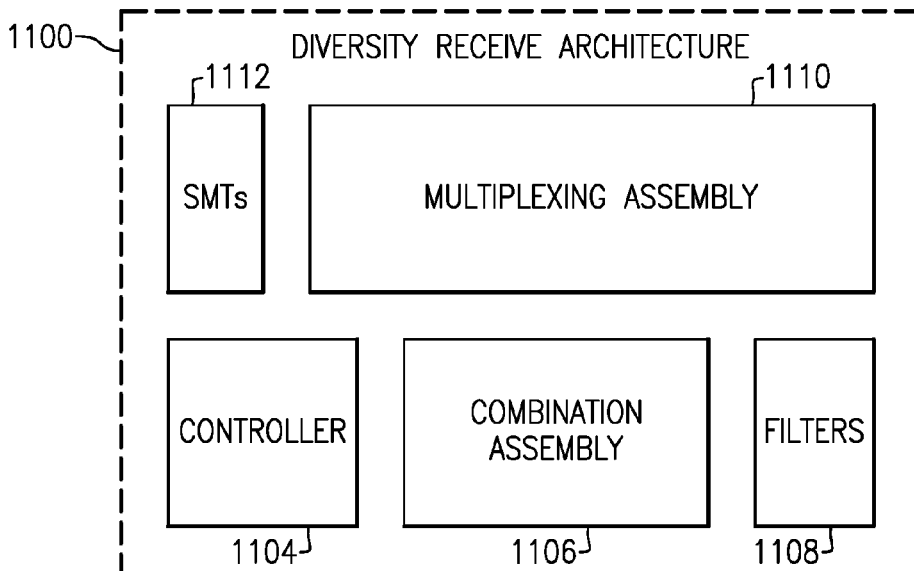 1100
DIVERSITY RECEIVE ARCHITECTURE
1112
1110
SMTs
MULTIPLEXING ASSEMBLY
CONTROLLER
COMBINATION
ASSEMBLY
FILTERS
1104
1106
1108